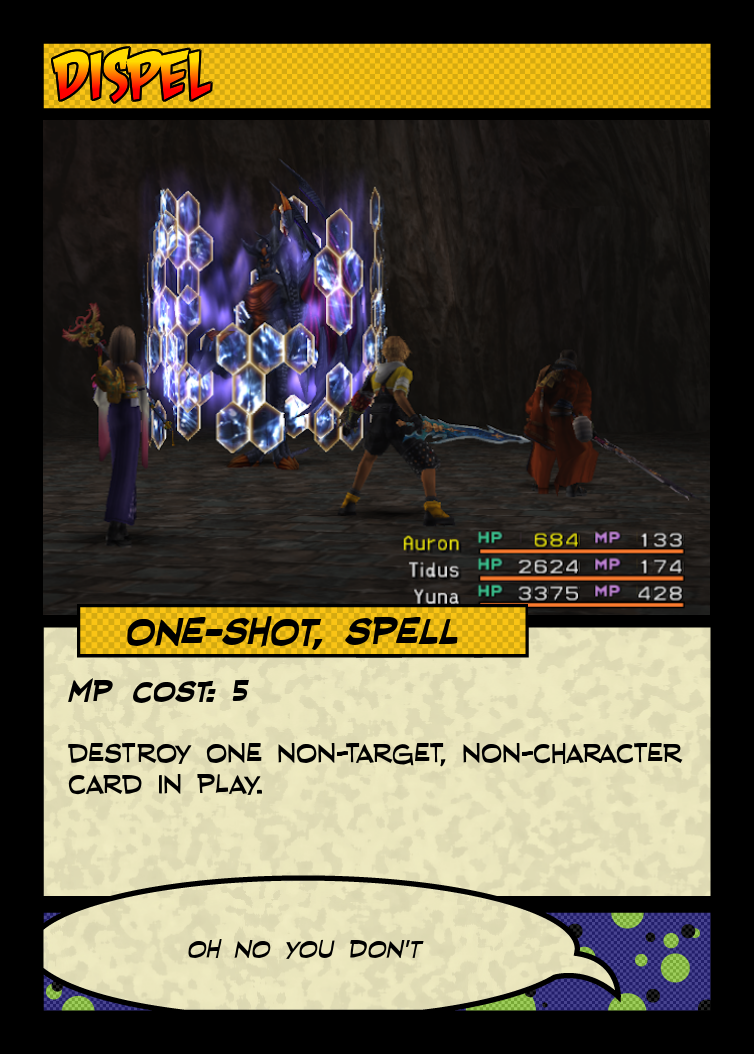 DISPEL
Auron HP 684 MP 133
Tidus HP 2624 MP 174
Yuna HP 3375 MP 428
ONE-SHOT, SPELL
MP COST: 5
DESTROY ONE NON-TARGET, NON-CHARACTER
CARD IN PLAY.
OH NO YOU DON'T